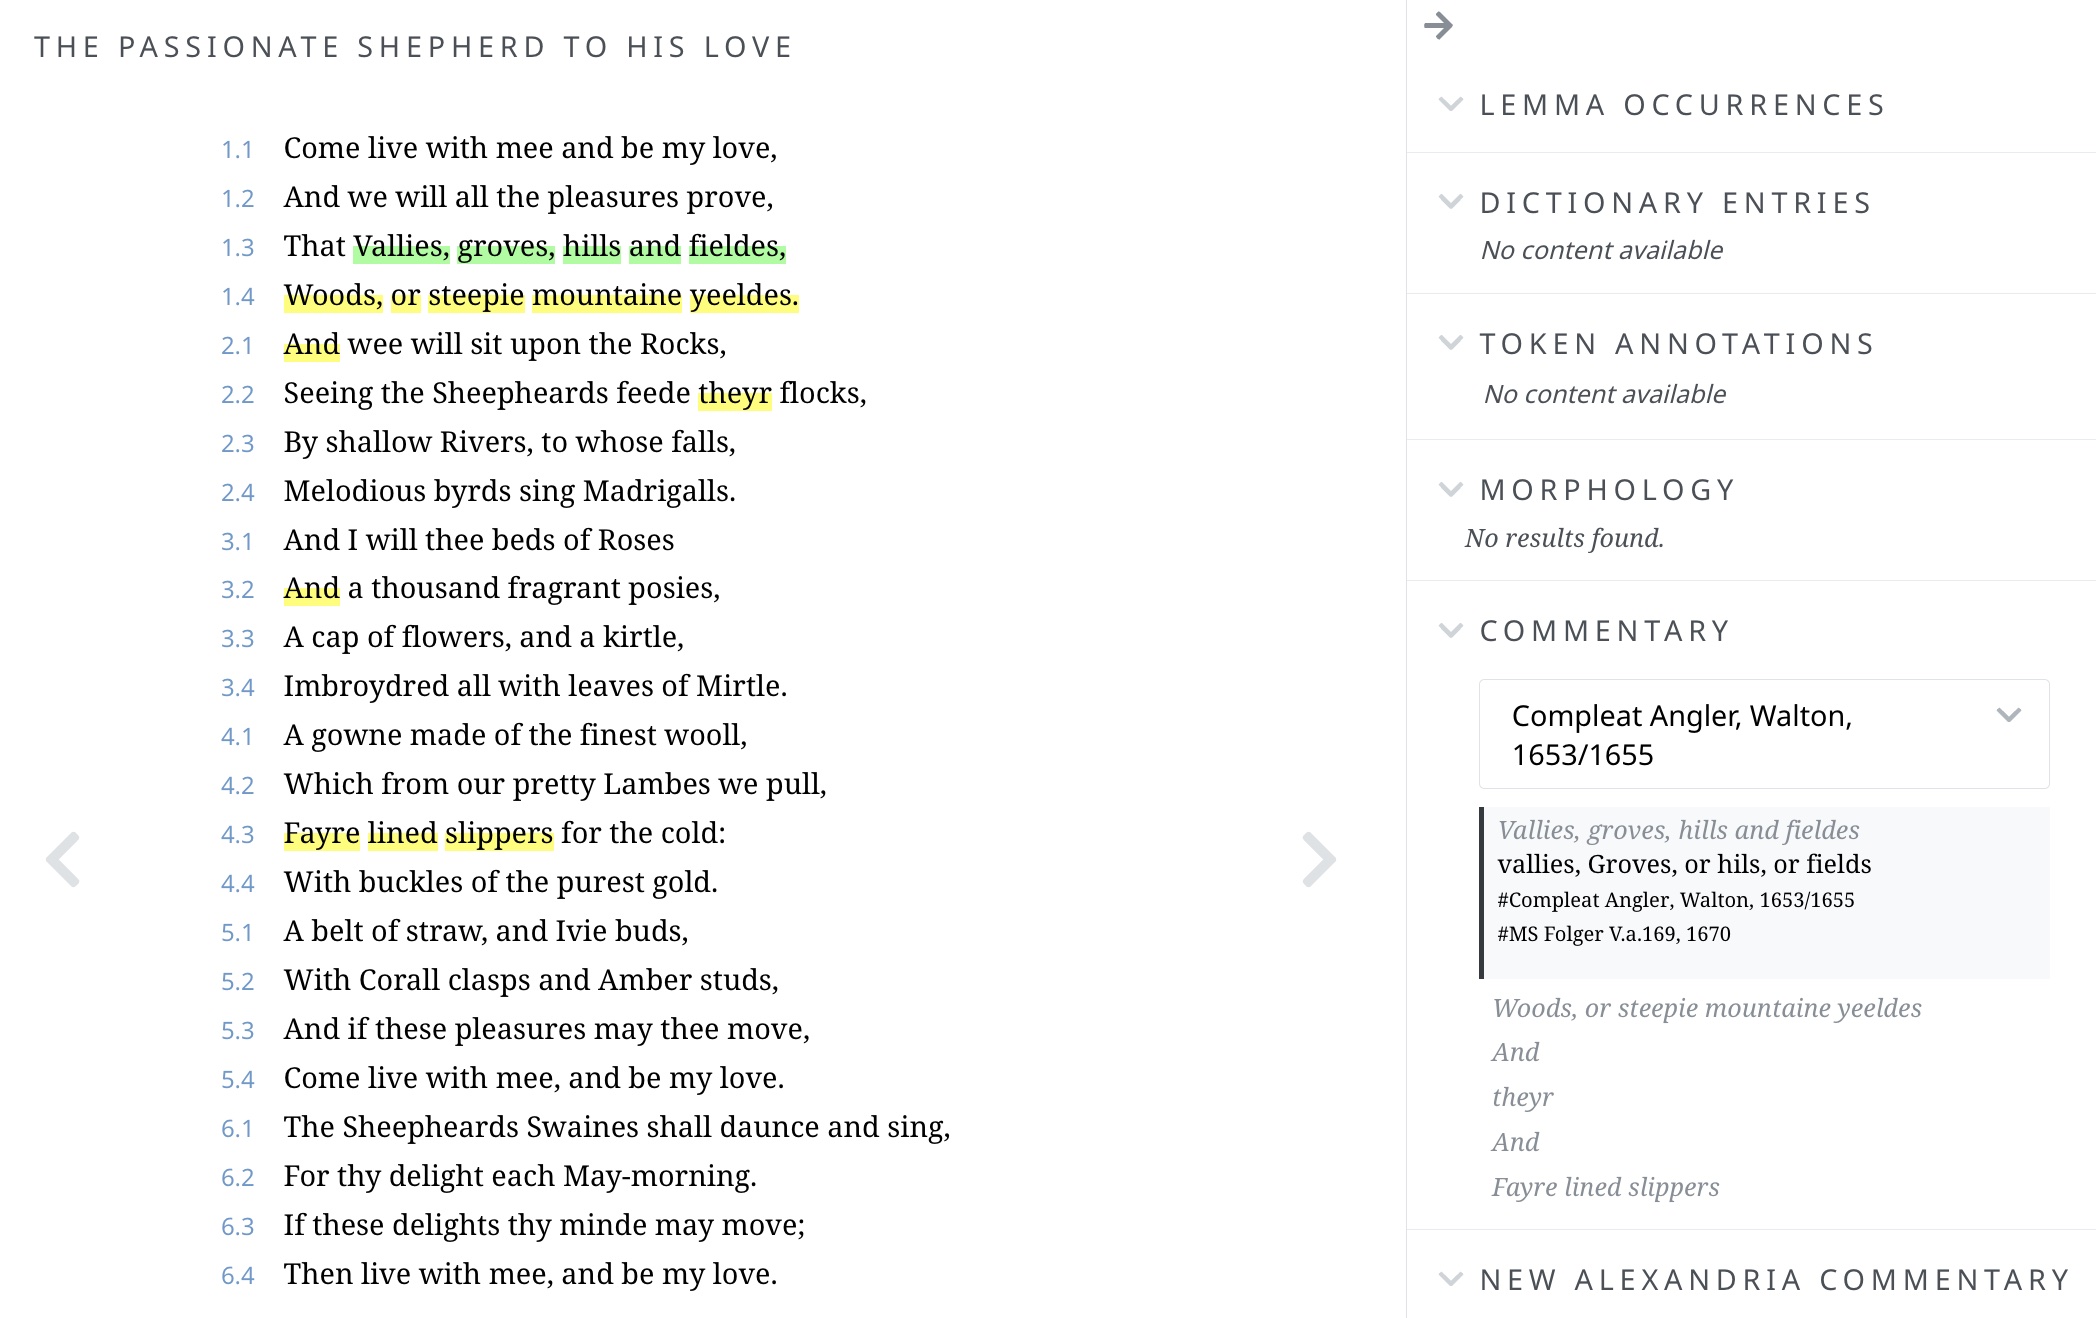 THE PASSIONATE SHEPHERD TO HIS LOVE
1.1 Come live with mee and be my love,
1.2 And we will all the pleasures prove,
1.3 That Vallies, groves, hills and fieldes,
1.4 Woods, or steepie mountaine yeeldes.
2.1 And wee will sit upon the Rocks,
2.2 Seeing the Sheepheards feede theyr flocks,
2.3 By shallow Rivers, to whose falls,
2.4 Melodious byrds sing Madrigalls.
3.1 And I will thee beds of Roses
3.2 And a thousand fragrant posies,
3.3 A cap of flowers, and a kirtle,
3.4 Imbroydred all with leaves of Mirtle.
4.1 A gowne made of the finest wooll,
4.2 Which from our pretty Lambes we pull,
4.3 Fayre lined slippers for the cold:
4.4 With buckles of the purest gold.
5.1 A belt of straw, and Ivie buds,
5.2 With Corall clasps and Amber studs,
5.3 And if these pleasures may thee move,
5.4 Come live with mee, and be my love.
6.1 The Sheepheards Swaines shall daunce and sing,
6.2 For thy delight each May-morning.
6.3 If these delights thy minde may move;
6.4 Then live with mee, and be my love.
LEMMA OCCURRENCES
DICTIONARY ENTRIES
No content available
TOKEN ANNOTATIONS
No content available
MORPHOLOGY
No results found.
COMMENTARY
Compleat Angler, Walton,
1653/1655
Vallies, groves, hills and fieldes
vallies, Groves, or hils, or fields
#Compleat Angler, Walton, 1653/1655
#MS Folger V.a.169, 1670
Woods, or steepie mountaine yeeldes
And
theyr
And
Fayre lined slippers
NEW ALEXANDRIA COMMENTARY